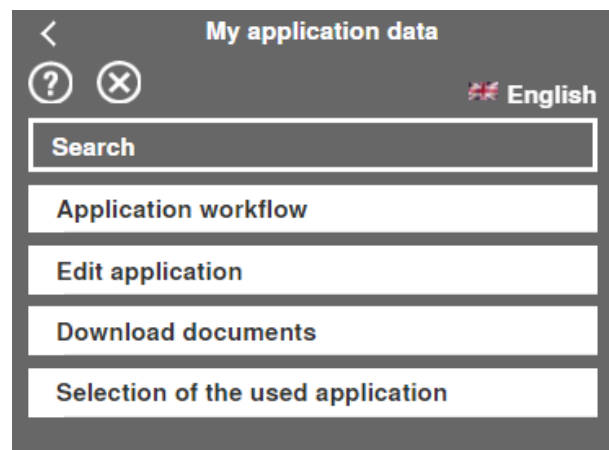 My application data
English
Search
Application workflow
Edit application
Download documents
Selection of the used application